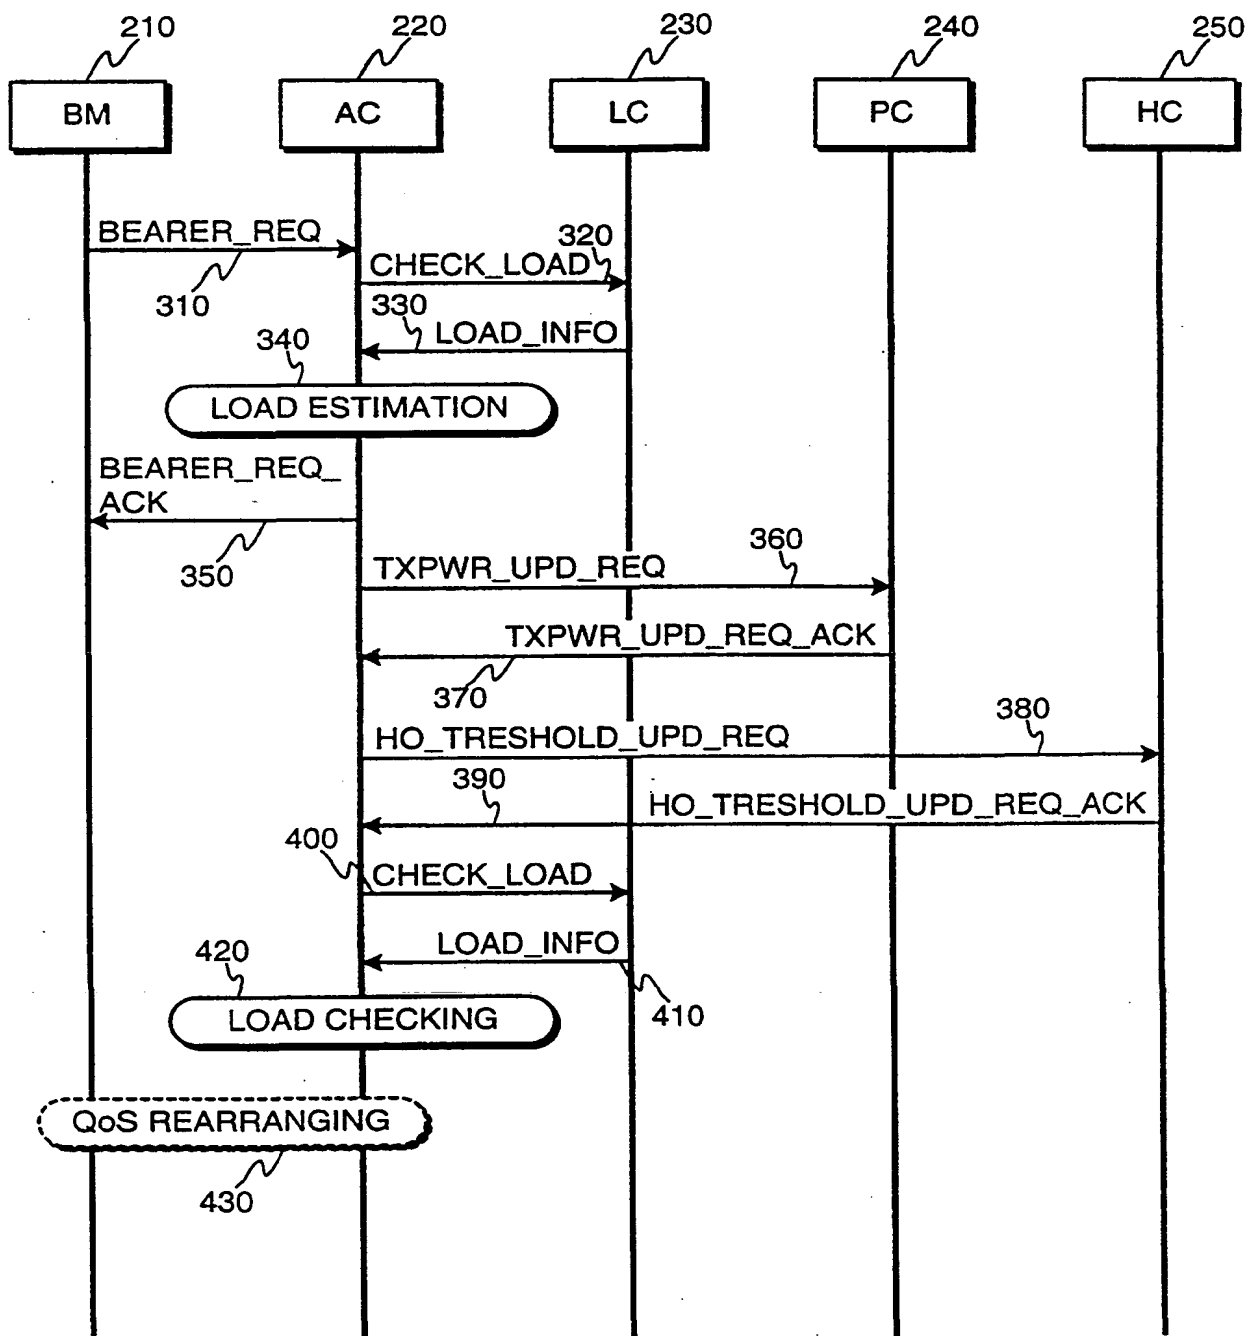 210
220
230
240
250
BM
AC
LC
PC
HC
BEARER_REQ
310
CHECK_LOAD
320
330
LOAD_INFO
340
LOAD ESTIMATION
BEARER_REQ_
ACK
350
TXPWR_UPD_REQ
360
TXPWR_UPD_REQ_ACK
370
HO_TRESHOLD_UPD_REQ
380
390
HO_TRESHOLD_UPD_REQ_ACK
400
CHECK_LOAD
LOAD_INFO
410
420
LOAD CHECKING
QoS REARRANGING
430